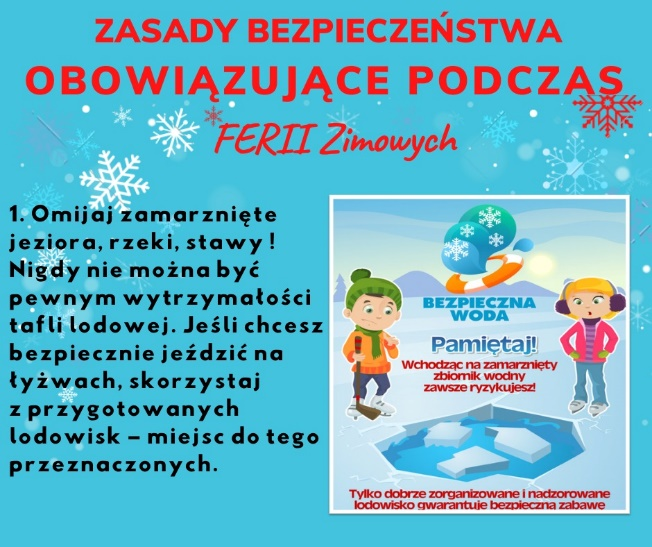 ZASADY BEZPIECZEŃSTWA
OBOWIĄZUJĄCE PODCZAS
FERII Zimowych
1. Omijaj zamarznięte
jeziora, rzeki, stawy !
Nigdy nie można być
pewnym wytrzymałości
tafli lodowej. Jeśli chcesz
bezpiecznie jeździć na
łyżwach, skorzystaj
z przygotowanych
lodowisk – miejsc do tego
przeznaczonych.
BEZPIECZNA
WODA
Pamiętaj!
Wchodząc na zamarznięty
zbiornik wodny
zawsze ryzykujesz!
Tylko dobrze zorganizowane i nadzorowane
lodowisko gwarantuje bezpieczną zabawę